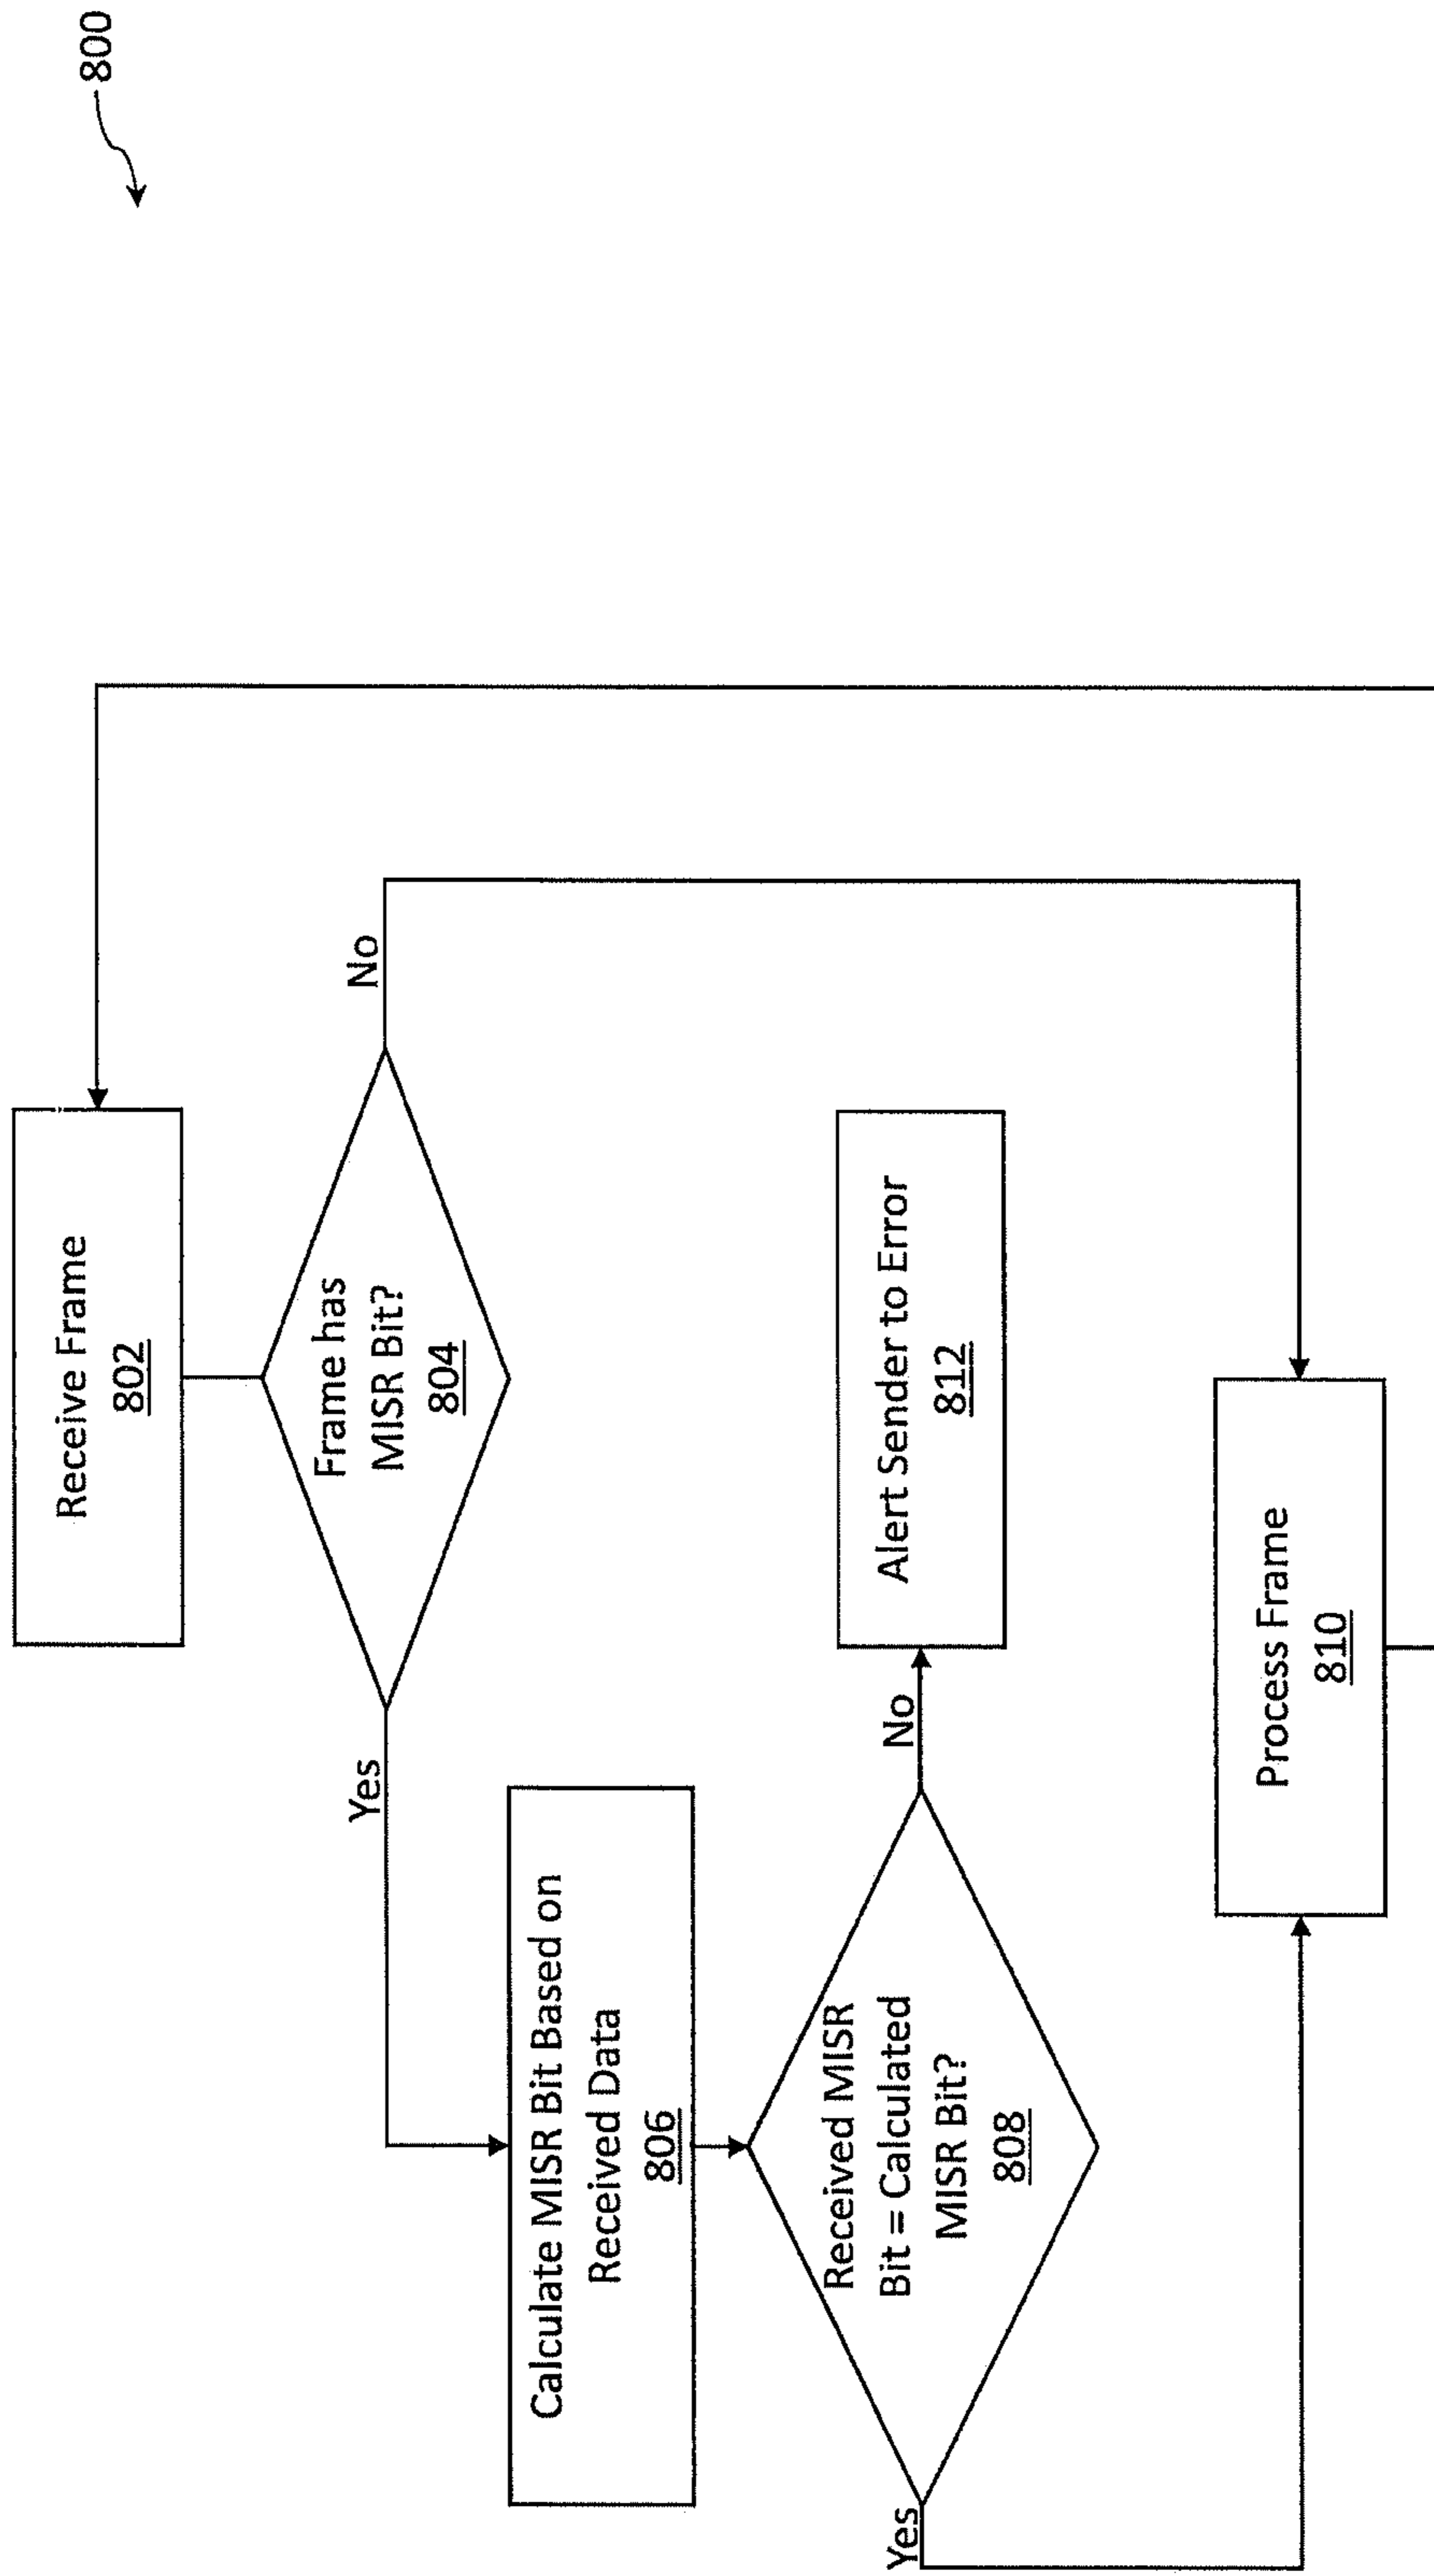 800
Receive Frame
802
Frame has
MISR Bit?
804
Yes
No
Calculate MISR Bit Based on
Received Data
806
Received MISR
Bit = Calculated
MISR Bit?
808
No
Alert Sender to Error
812
Yes
Process Frame
810